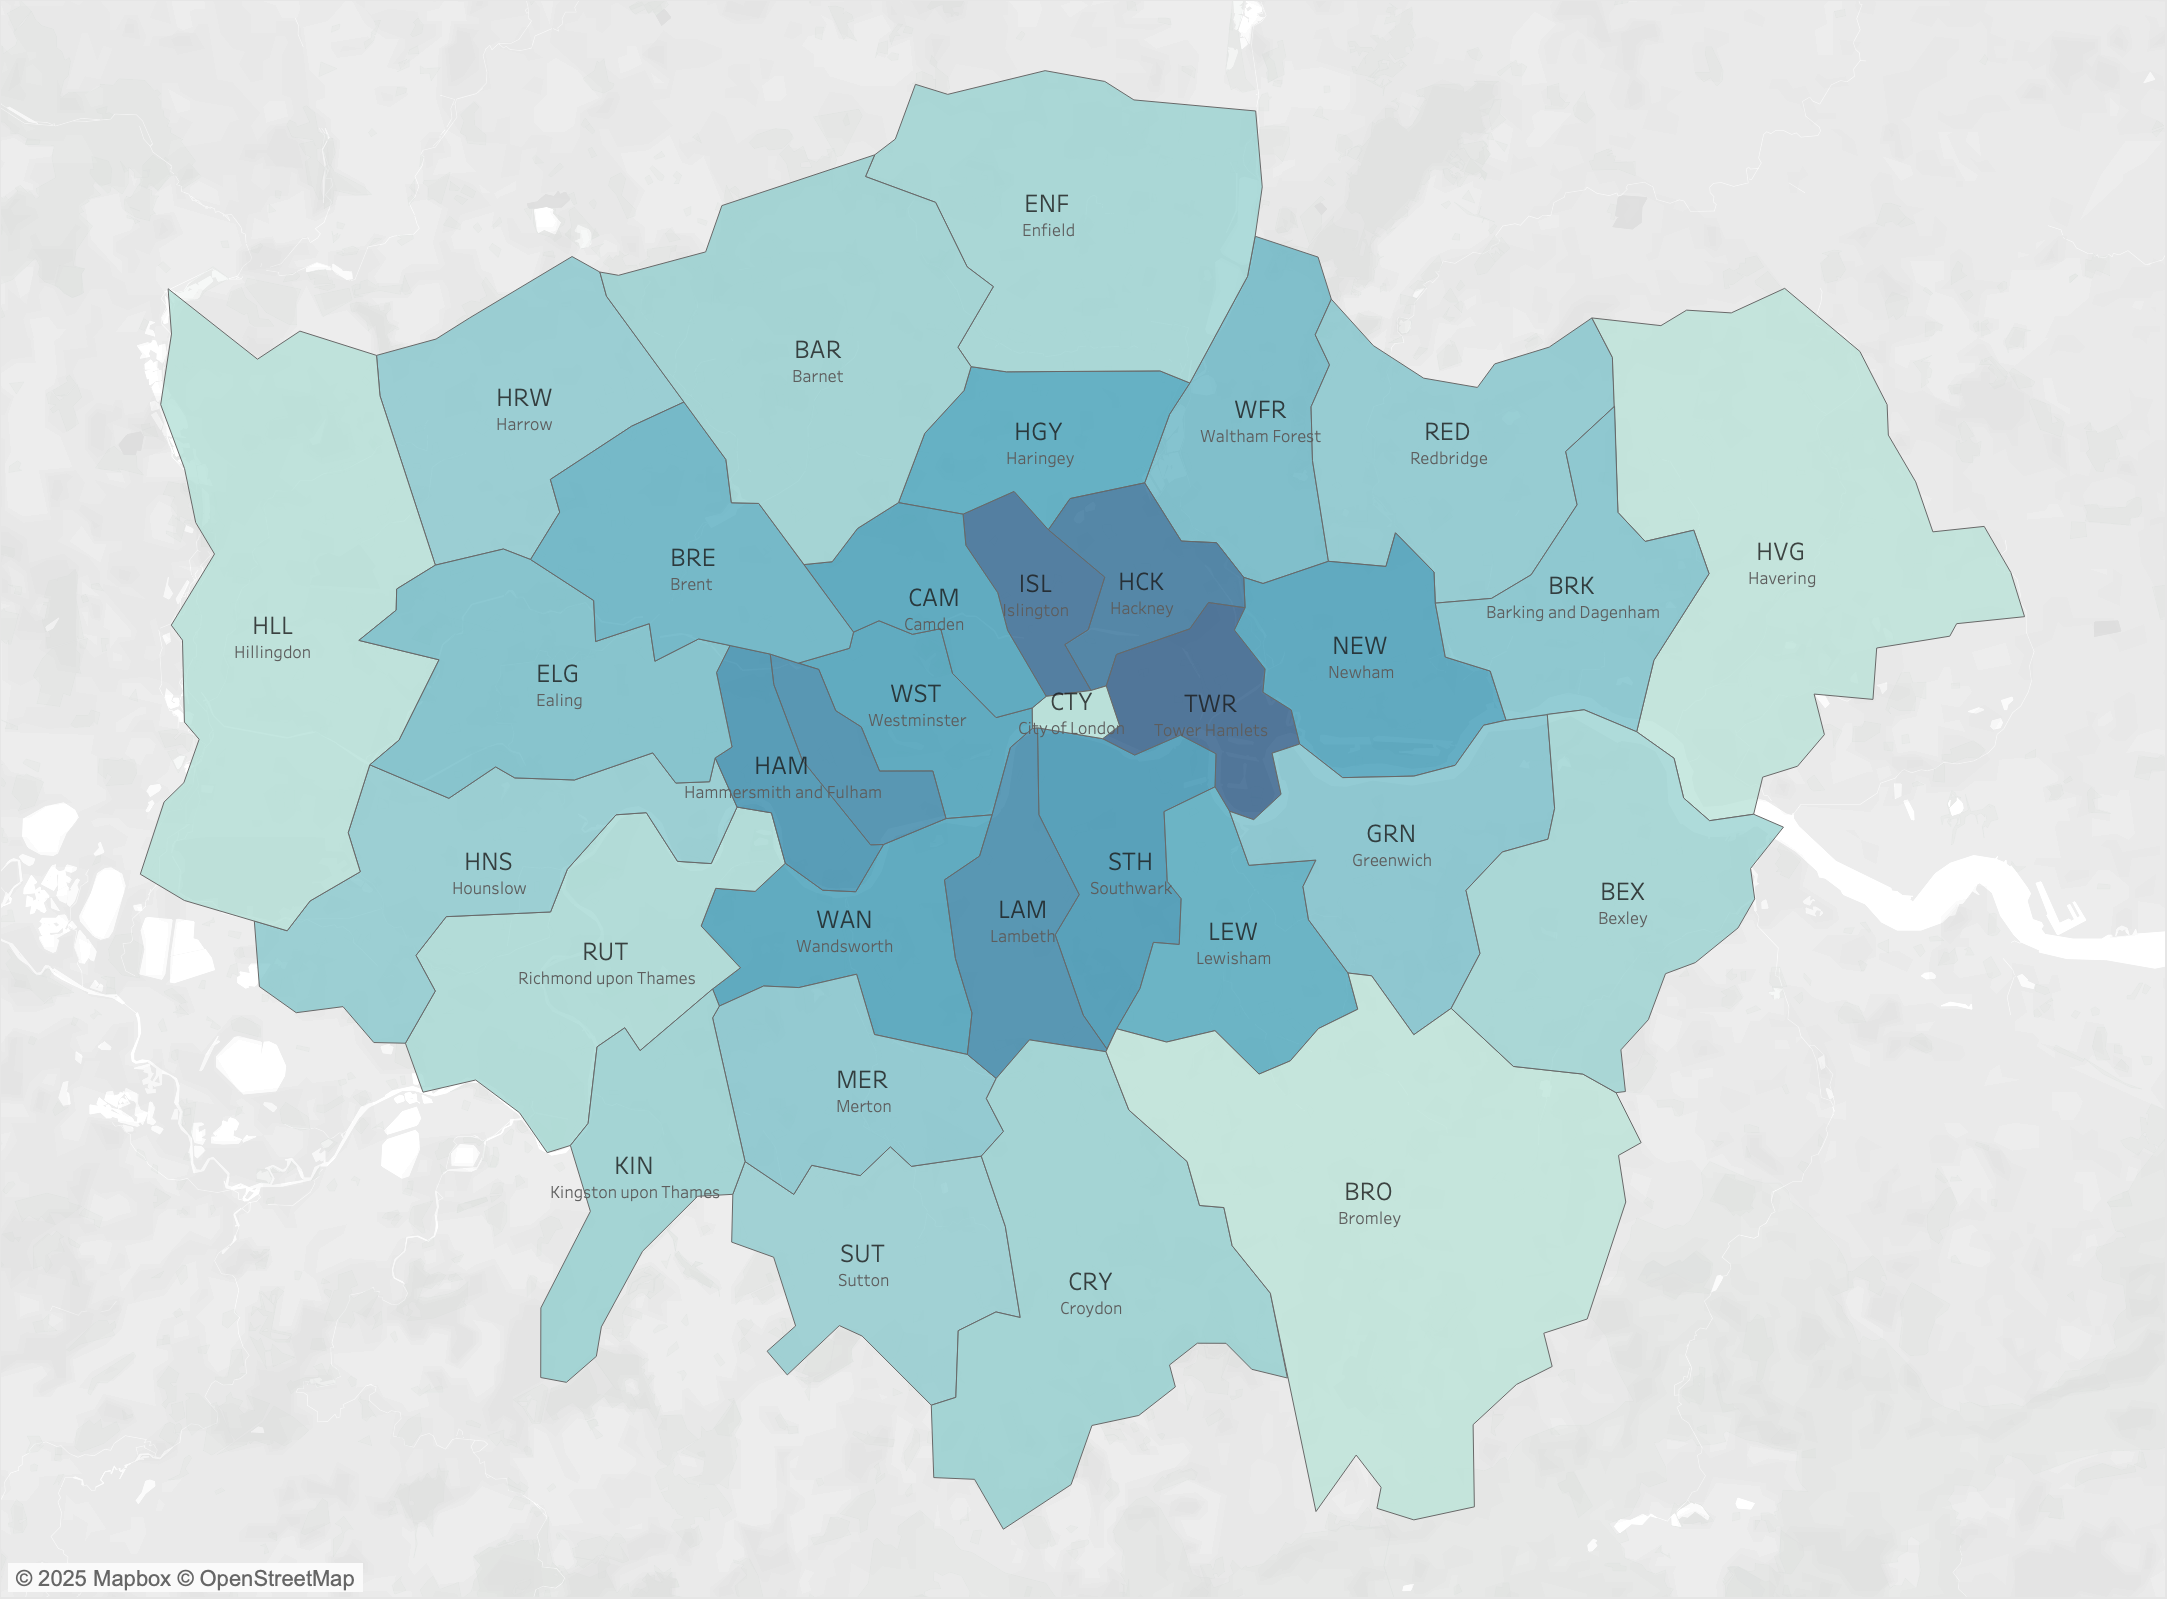 ENF
Enfield
BAR
Barnet
HRW
Harrow
WFR
Waltham Forest
HGY
Haringey
RED
Redbridge
HVG
Havering
BRE
Brent
ISL
Islington
HCK
Hackney
BRK
Barking and Dagenham
CAM
Camden
HLL
Hillingdon
NEW
Newham
ELG
Ealing
WST
Westminster
CTY
City of London
TWR
Tower Hamlets
HAM
Hammersmith and Fulham
GRN
Greenwich
HNS
Hounslow
STH
Southwark
BEX
Bexley
LAM
Lambeth
WAN
Wandsworth
LEW
Lewisham
RUT
Richmond upon Thames
MER
Merton
KIN
Kingston upon Thames
BRO
Bromley
SUT
Sutton
CRY
Croydon
© 2025 Mapbox © OpenStreetMap